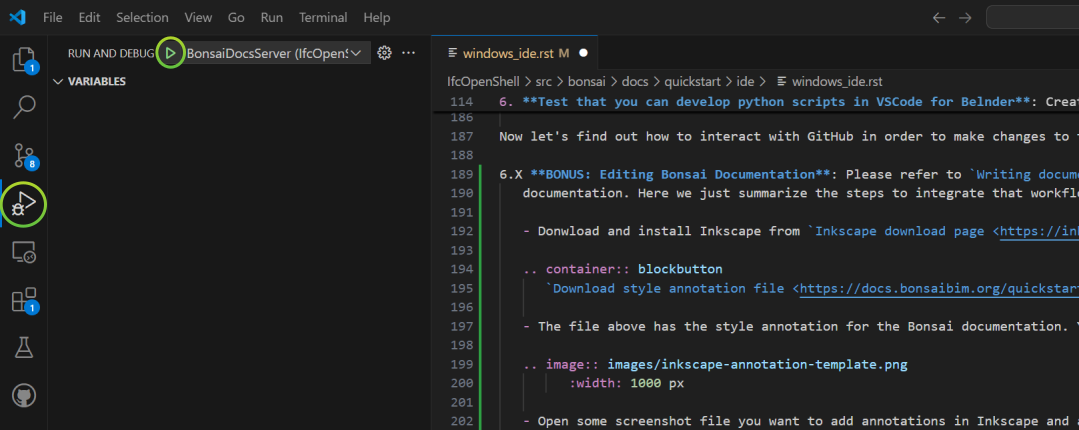 File Edit Selection View Go Run Terminal Help
RUN AND DEBUG BonsaiDocsServer (IfcOpenS
VARIABLES
1
8
1
windows_ide.rst M
IfcOpenShell > src > bonsai > docs > quickstart > ide > windows_ide.rst
114 6. **Test that you can develop python scripts in VSCode for Belnder**: Crea
186
187 Now let's find out how to interact with GitHub in order to make changes to
188
189 6.X **BONUS: Editing Bonsai Documentation**: Please refer to `Writing docume
190 documentation. Here we just summarize the steps to integrate that workfl
191
192 - Donwload and install Inkscape from `Inkscape download page <https://ink
193
194 .. container:: blockbutton
195 `Download style annotation file <https://docs.bonsaibim.org/quickstart
196
197 - The file above has the style annotation for the Bonsai documentation.
198
199 .. image:: images/inkscape-annotation-template.png
200 :width: 1000 px
201
202 - Open some screenshot file you want to add annotations in Inkscape and